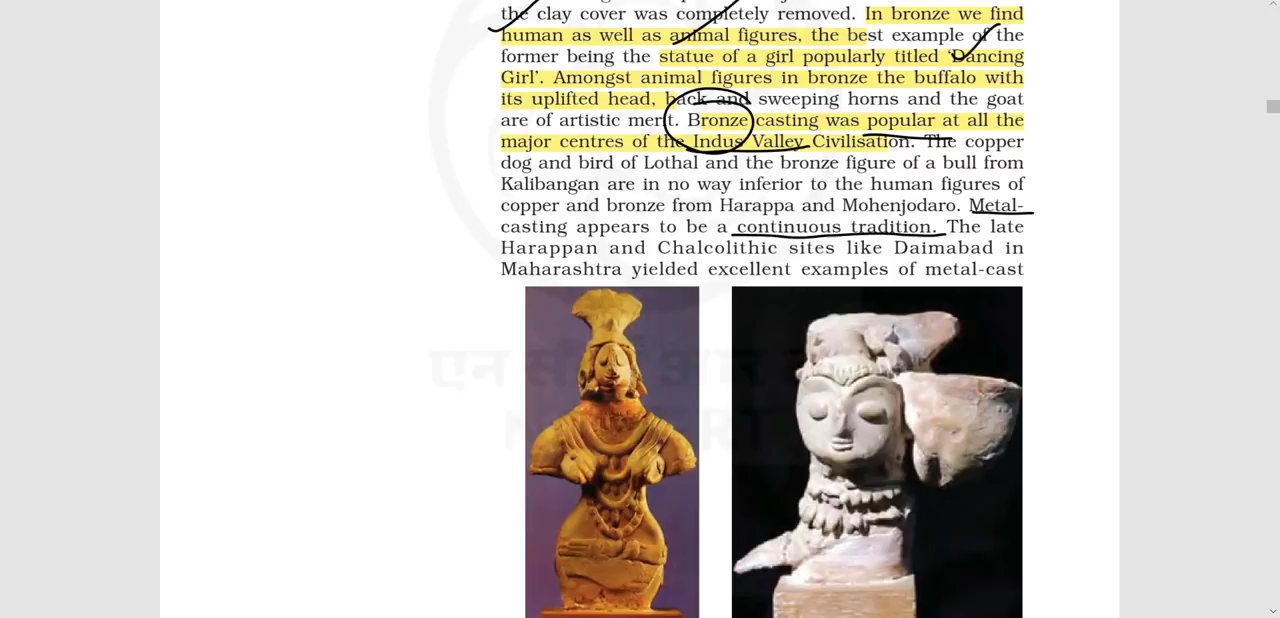 the clay cover was completely removed. In bronze we find
human as well as animal figures, the best example of the
former being the statue of a girl popularly titled ‘Dancing
Girl’. Amongst animal figures in bronze the buffalo with
its uplifted head, back and sweeping horns and the goat
are of artistic merit. Bronze casting was popular at all the
major centres of the Indus Valley Civilisation. The copper
dog and bird of Lothal and the bronze figure of a bull from
Kalibangan are in no way inferior to the human figures of
copper and bronze from Harappa and Mohenjodaro. Metal-
casting appears to be a continuous tradition. The late
Harappan and Chalcolithic sites like Daimabad in
Maharashtra yielded excellent examples of metal-cast